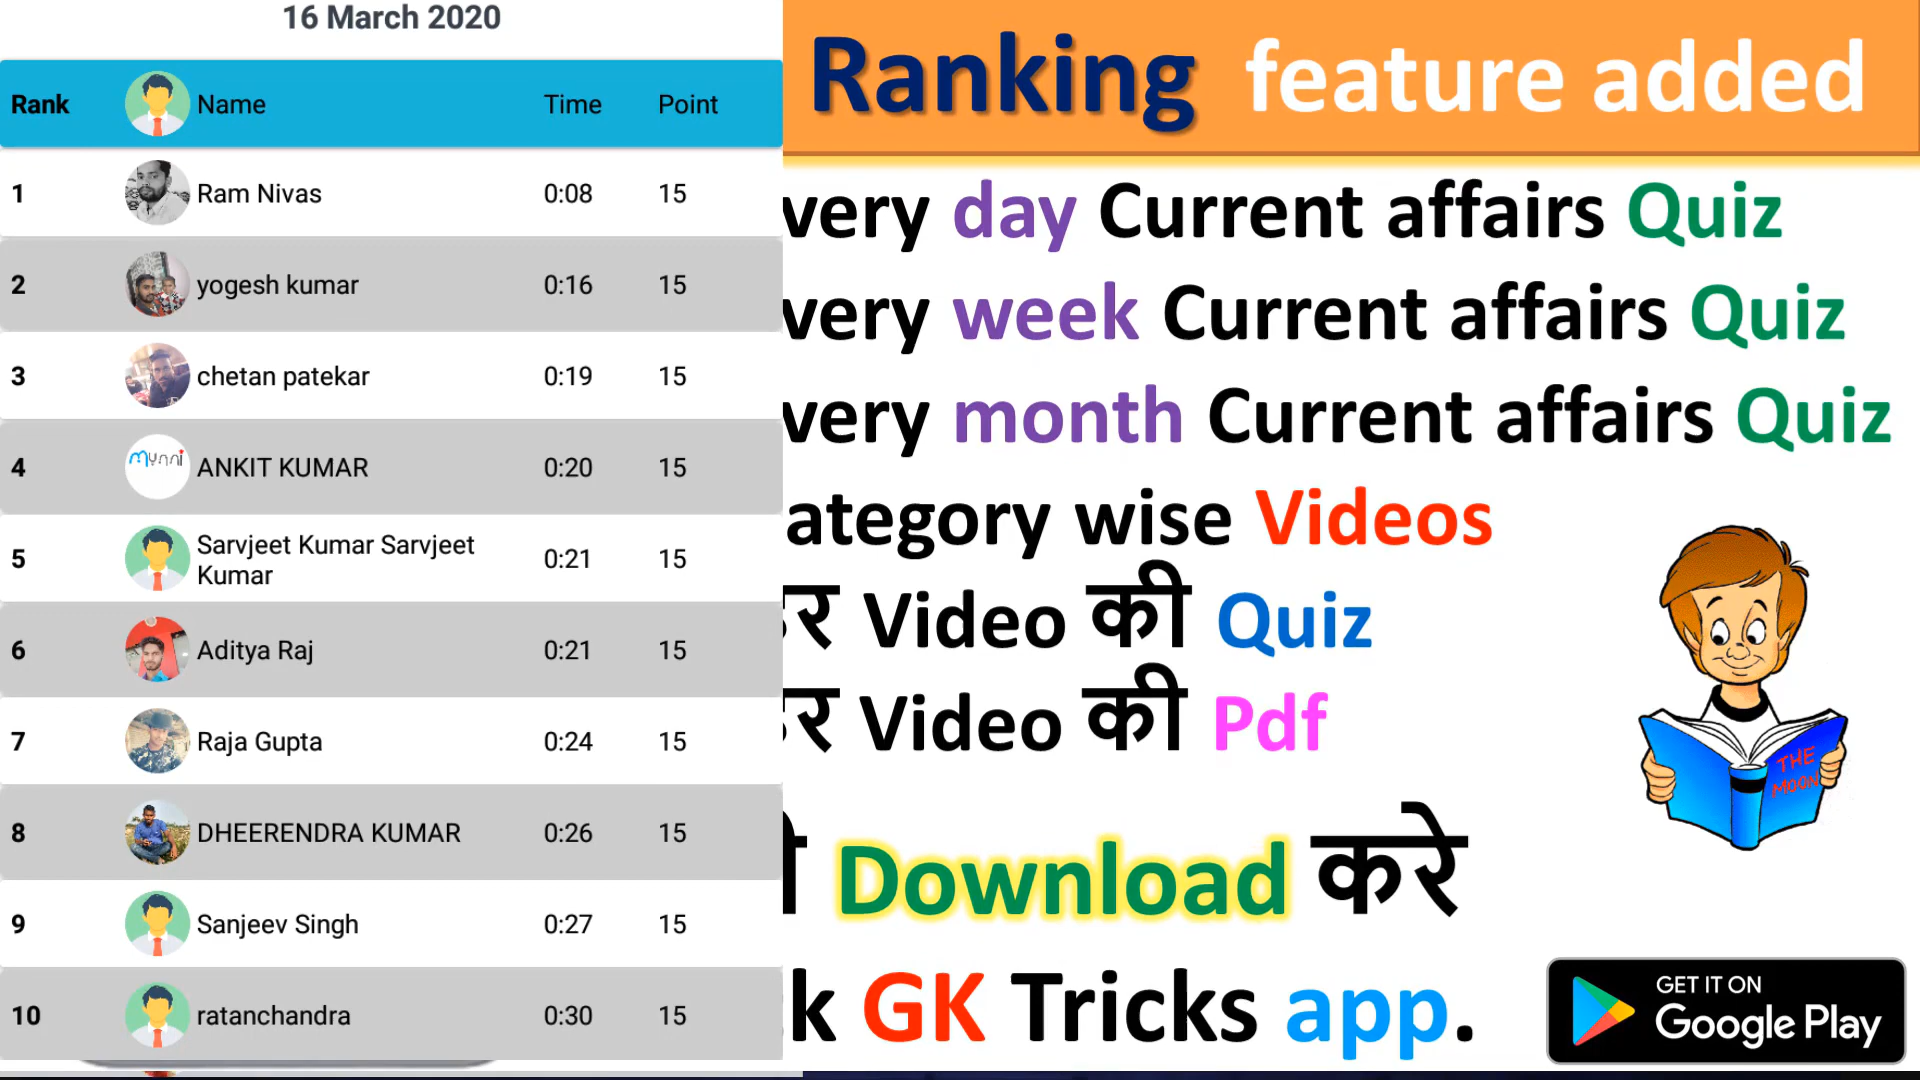 16 March 2020
Rank Name Time Point
1 Ram Nivas 0:08 15
2 yogesh kumar 0:16 15
3 chetan patekar 0:19 15
4 munni ANKIT KUMAR 0:20 15
5 Sarvjeet Kumar Sarvjeet Kumar 0:21 15
6 Aditya Raj 0:21 15
7 Raja Gupta 0:24 15
8 DHEERENDRA KUMAR 0:26 15
9 Sanjeev Singh 0:27 15
10 ratanchandra 0:30 15
Ranking feature added
very day Current affairs Quiz
very week Current affairs Quiz
very month Current affairs Quiz
ategory wise Videos
Video की Quiz
Video की Pdf
Download करे
k GK Tricks app.
THE
MOON
GET IT ON
Google Play